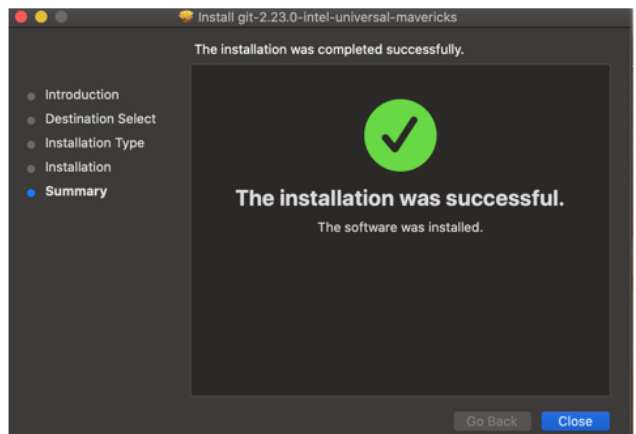 Install git-2.23.0-intel-universal-mavericks
The installation was completed successfully.
Introduction
Destination Select
Installation Type
Installation
Summary
The installation was successful.
The software was installed.
Go Back
Close